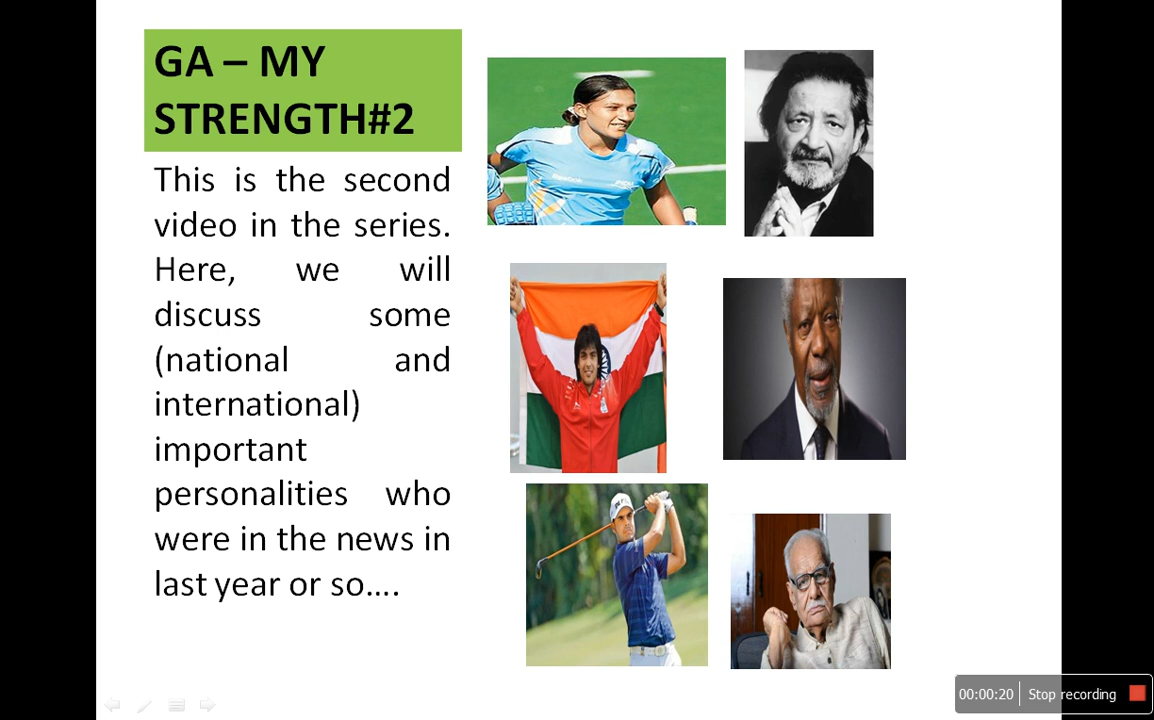 GA – MY
STRENGTH#2
This is the second
video in the series.
Here, we will
discuss some
(national and
international)
important
personalities who
were in the news in
last year or so....
00:00:20 Stop recording